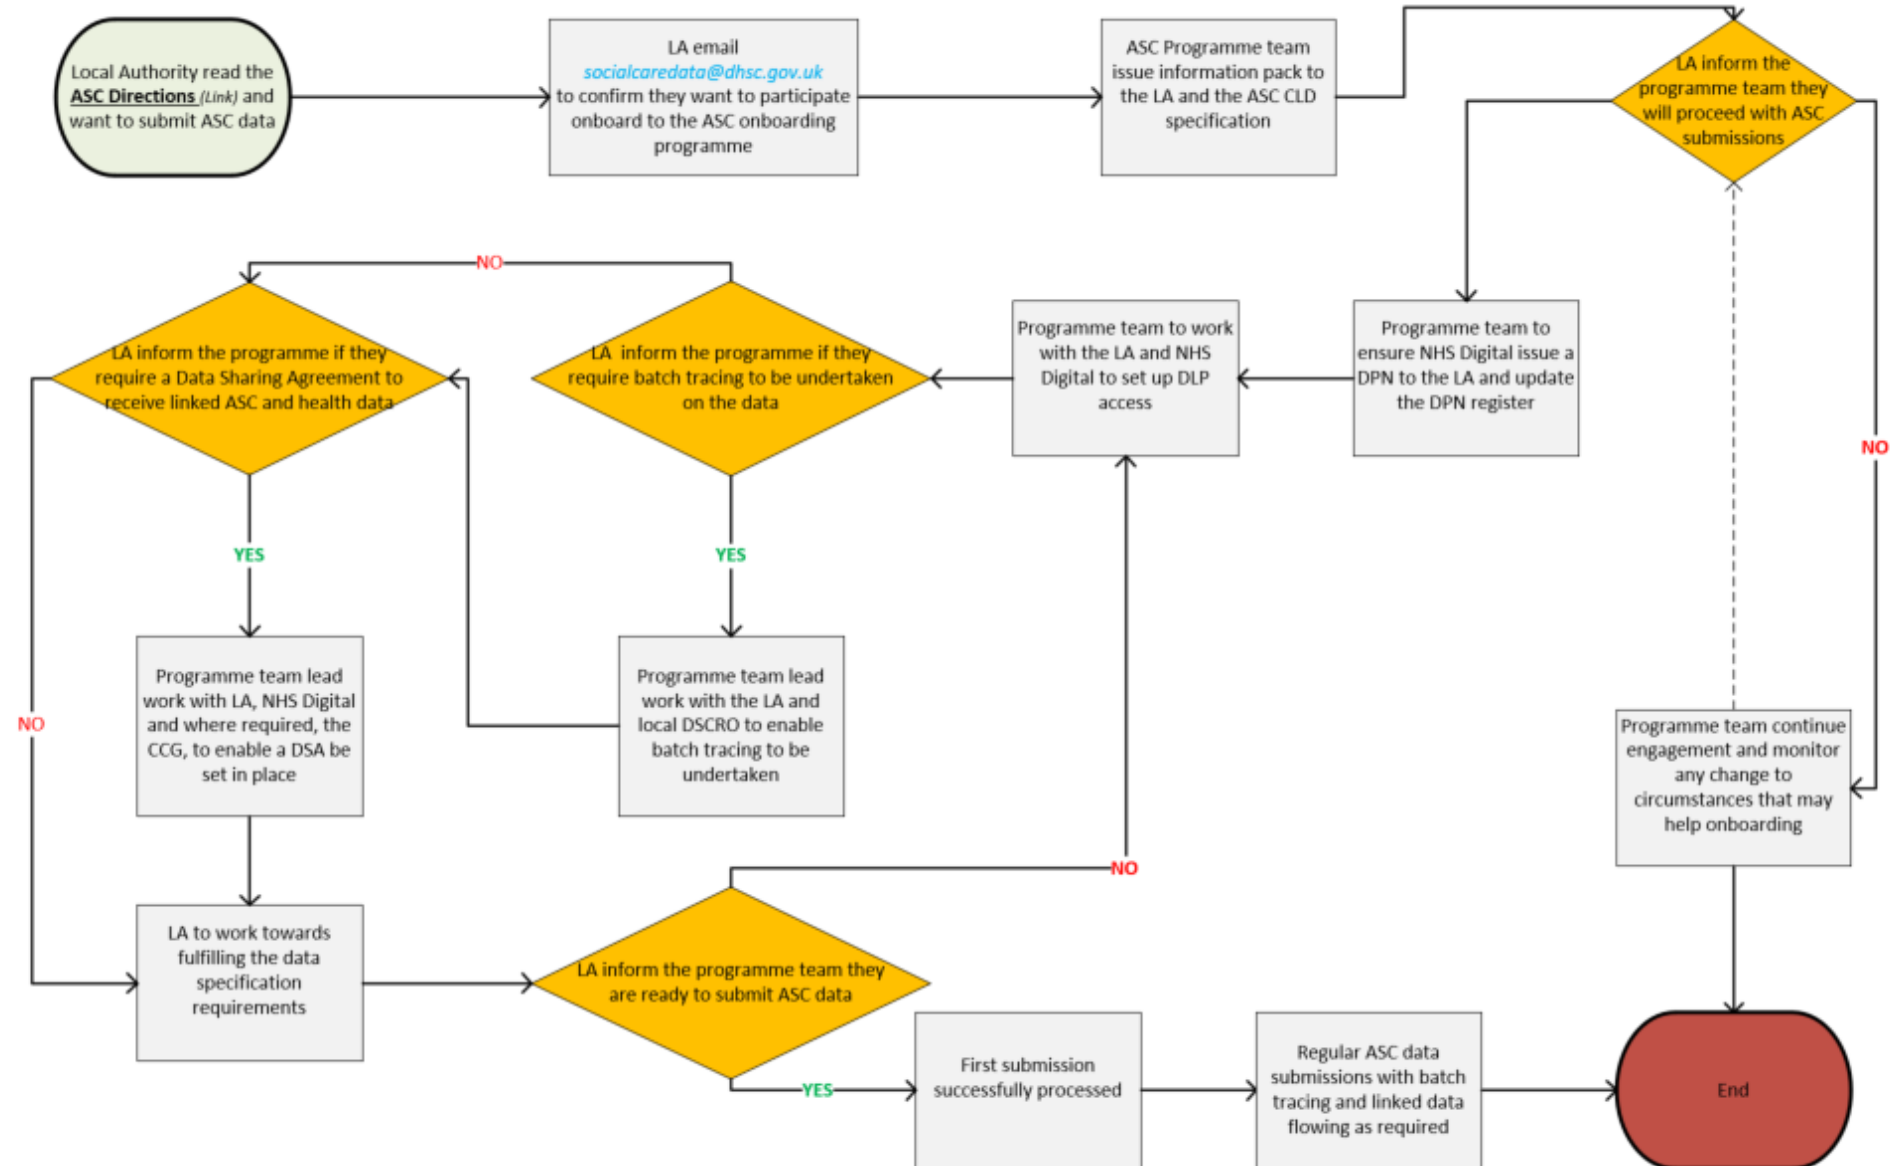 Local Authority read the
ASC Directions (Link) and
want to submit ASC data
LA email
socialcaredata@dhsc.gov.uk
to confirm they want to participate
onboard to the ASC onboarding
programme
ASC Programme team
issue information pack to
the LA and the ASC CLD
specification
LA inform the
programme team they
will proceed with ASC
submissions
NO
LA inform the programme if they
require a Data Sharing Agreement to
receive linked ASC and health data
LA  inform the programme if they
require batch tracing to be undertaken
on the data
Programme team to work
with the LA and NHS
Digital to set up DLP
access
Programme team to
ensure NHS Digital issue a
DPN to the LA and update
the DPN register
NO
YES
YES
NO
Programme team lead
work with LA, NHS Digital
and where required, the
CCG, to enable a DSA be
set in place
Programme team lead
work with the LA and
local DSCRO to enable
batch tracing to be
undertaken
Programme team continue
engagement and monitor
any change to
circumstances that may
help onboarding
NO
LA to work towards
fulfilling the data
specification
requirements
LA inform the programme team they
are ready to submit ASC data
YES
First submission
successfully processed
Regular ASC data
submissions with batch
tracing and linked data
flowing as required
End